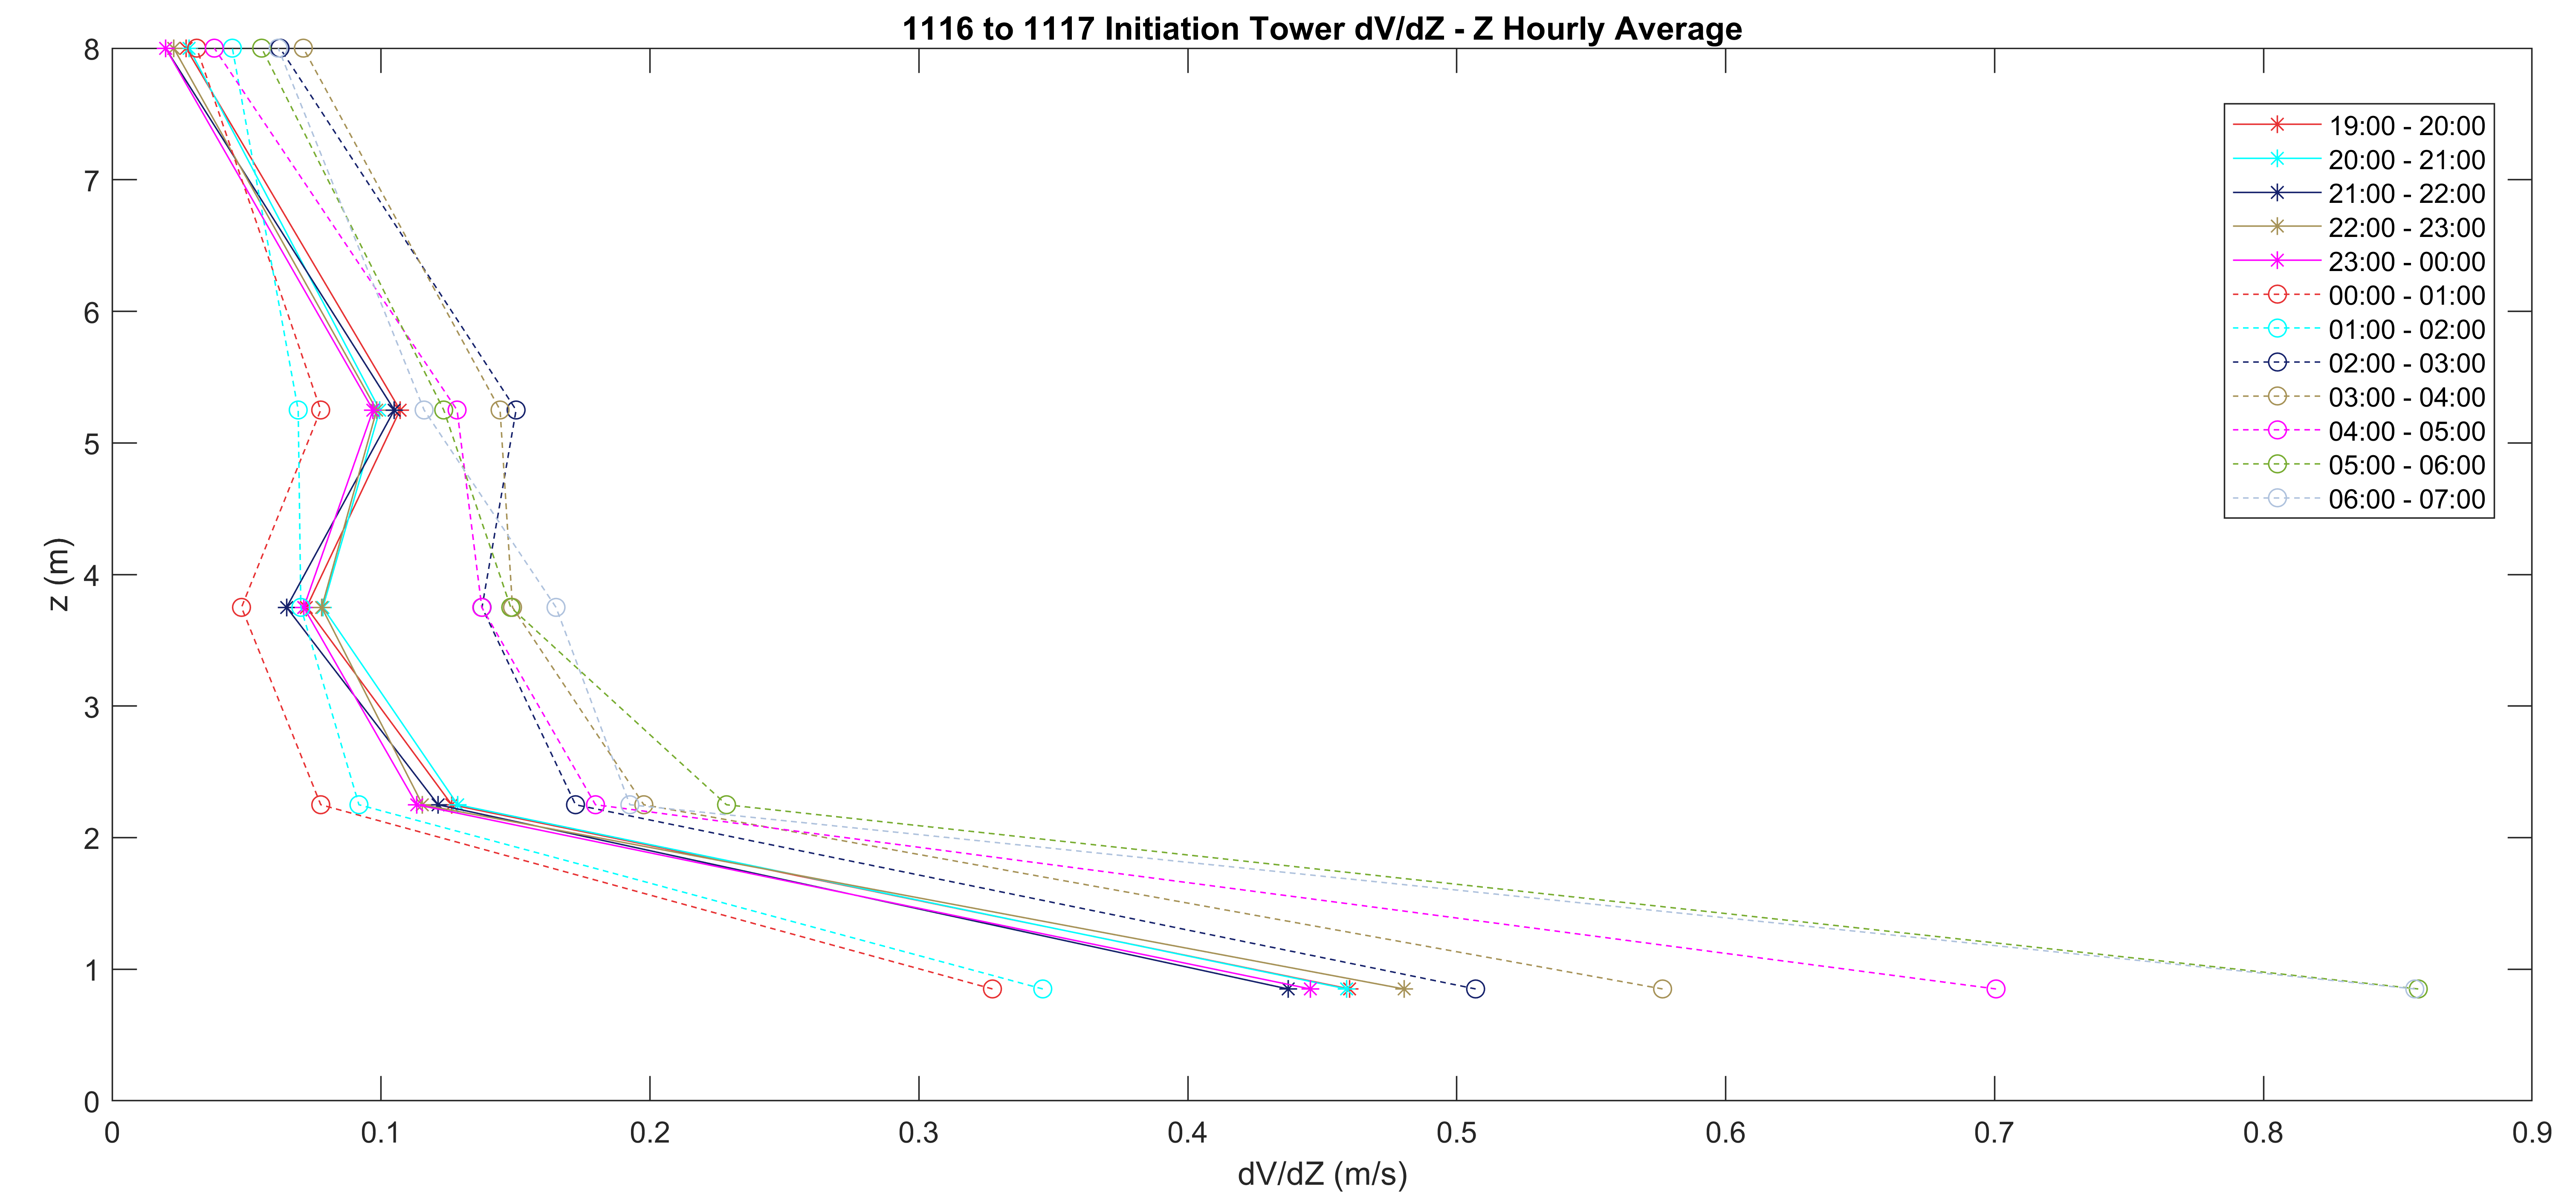 1116 to 1117 Initiation Tower dV/dZ - Z Hourly Average
8
7
6
5
4
3
2
1
0
z (m)
19:00 - 20:00
20:00 - 21:00
21:00 - 22:00
22:00 - 23:00
23:00 - 00:00
00:00 - 01:00
01:00 - 02:00
02:00 - 03:00
03:00 - 04:00
04:00 - 05:00
05:00 - 06:00
06:00 - 07:00
0 0.1 0.2 0.3 0.4 0.5 0.6 0.7 0.8 0.9
dV/dZ (m/s)